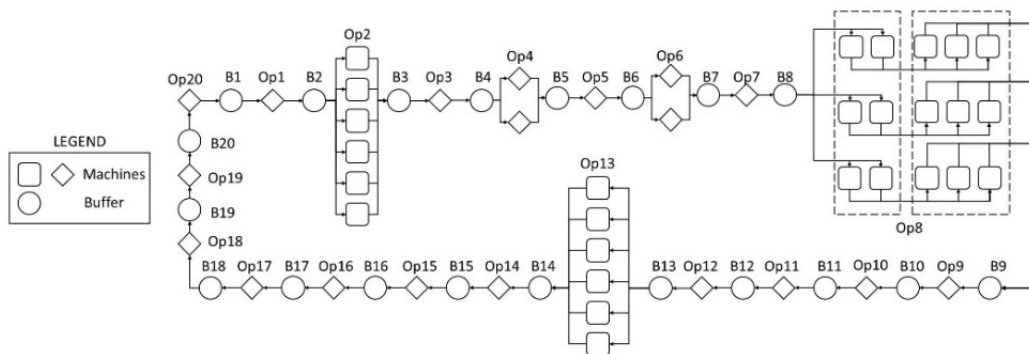 Op2
Op4
Op6
Op20 B1 Op1 B2 B3 Op3 B4 B5 Op5 B6 B7 Op7 B8
LEGEND
Machines
Buffer
B20
Op19
B19
Op18
Op13
Op8
B18 Op17 B17 Op16 B16 Op15 B15 Op14 B14 B13 Op12 B12 Op11 B11 Op10 B10 Op9 B9